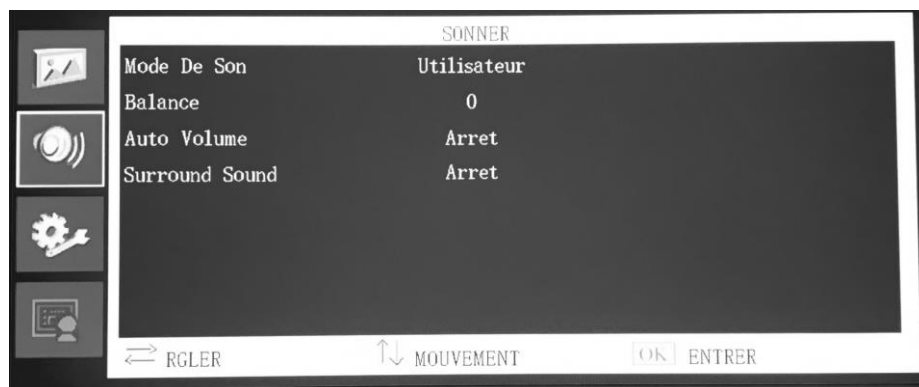 SONNER
Mode De Son Utilisateur
Balance 0
Auto Volume Arret
Surround Sound Arret
RGLER MOUVEMENT OK ENTRER